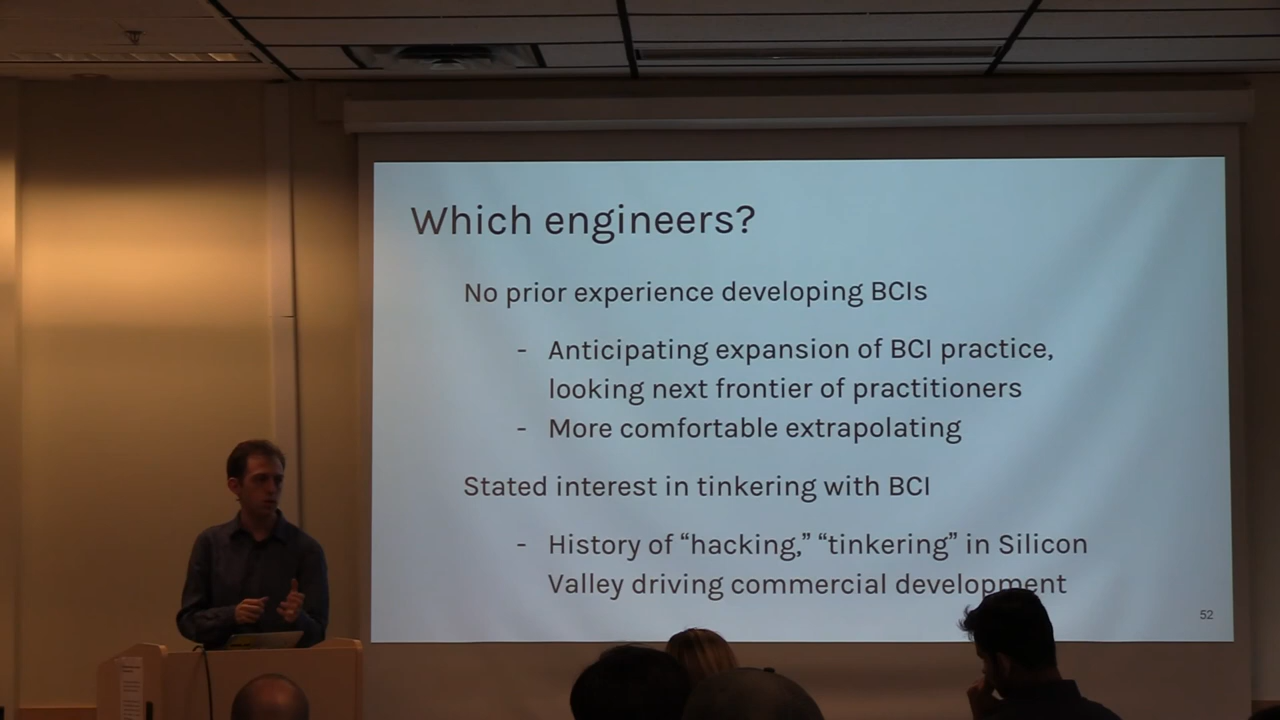 Which engineers?
No prior experience developing BCIs
- Anticipating expansion of BCI practice,
looking next frontier of practitioners
- More comfortable extrapolating
Stated interest in tinkering with BCI
- History of “hacking,” “tinkering” in Silicon
Valley driving commercial development
52